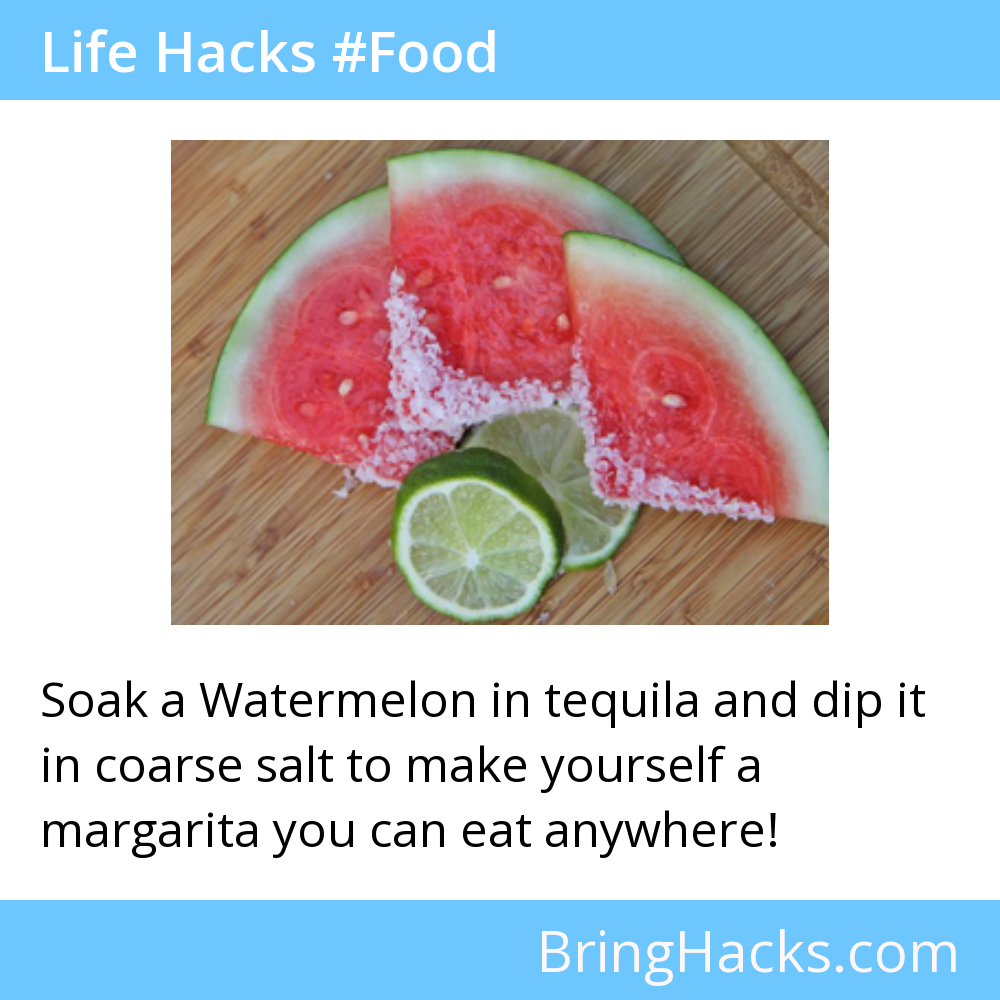 Life Hacks #Food
Soak a Watermelon in tequila and dip it
in coarse salt to make yourself a
margarita you can eat anywhere!
BringHacks.com